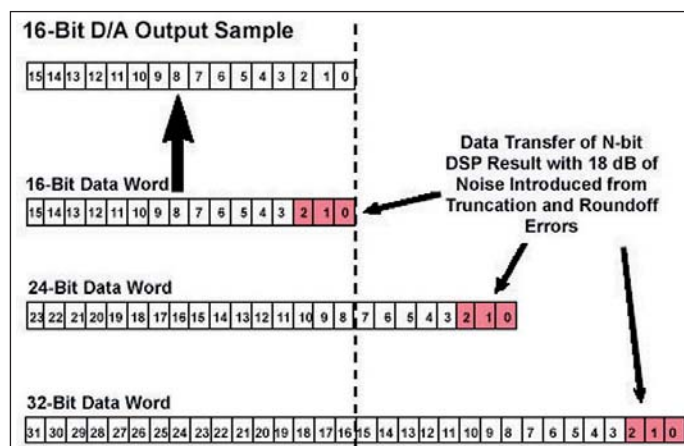 16-Bit D/A Output Sample
15 14 13 12 11 10 9 8 7 6 5 4 3 2 1 0
Data Transfer of N-bit
DSP Result with 18 dB of
Noise Introduced from
Truncation and Roundoff
Errors
16-Bit Data Word
15 14 13 12 11 10 9 8 7 6 5 4 3 2 1 0
24-Bit Data Word
23 22 21 20 19 18 17 16 15 14 13 12 11 10 9 8 7 6 5 4 3 2 1 0
32-Bit Data Word
31 30 29 28 27 26 25 24 23 22 21 20 19 18 17 16 15 14 13 12 11 10 9 8 7 6 5 4 3 2 1 0